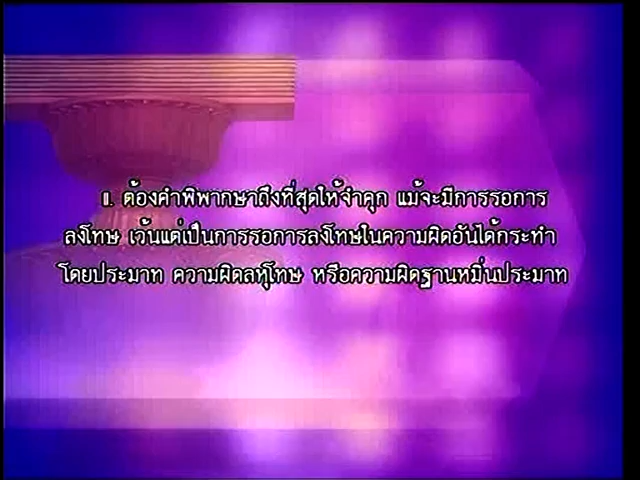 ๘. ต้องคำพิพากษาถึงที่สุดให้จำคุก แม้จะมีการรอการ
ลงโทษ เว้นแต่เป็นการรอการลงโทษในความผิดอันได้กระทำ
โดยประมาท ความผิดลหุโทษ หรือความผิดฐานหมิ่นประมาท